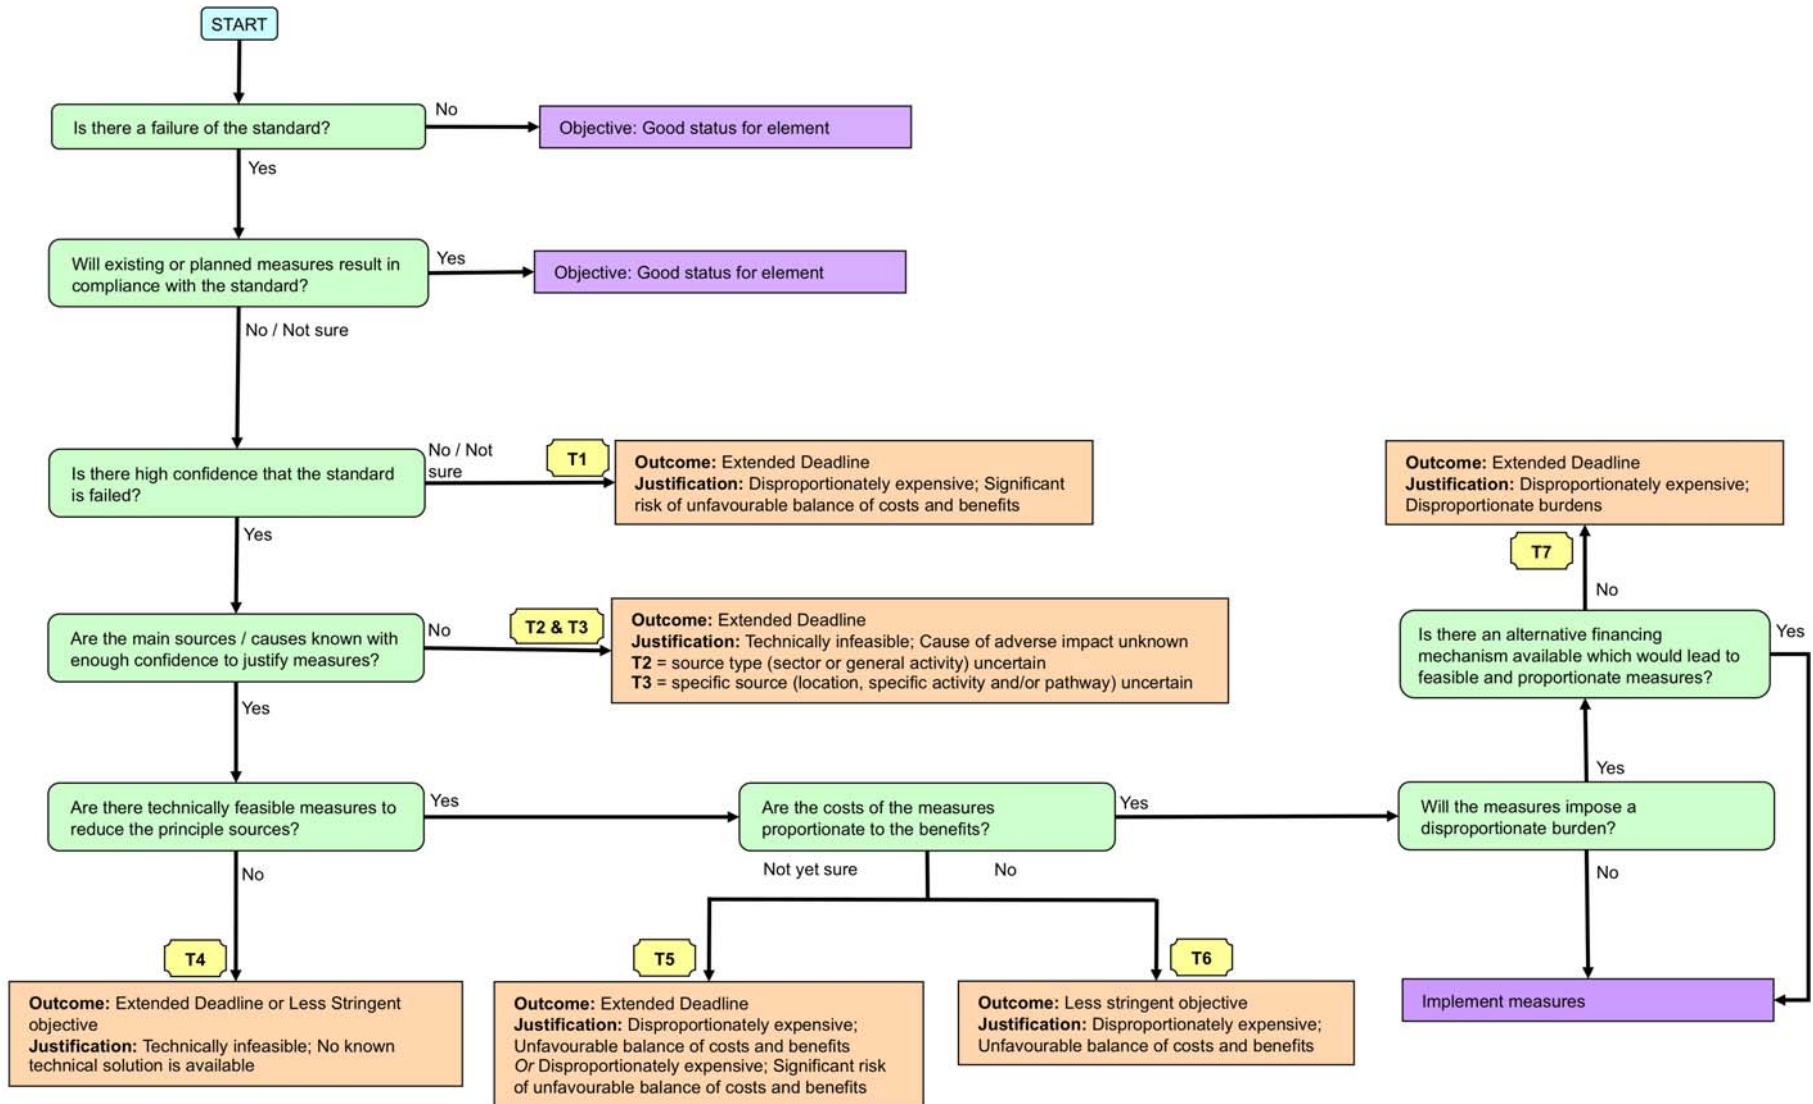 START
Is there a failure of the standard?
No
Objective: Good status for element
Yes
Will existing or planned measures result in
compliance with the standard?
Yes
Objective: Good status for element
No / Not sure
Is there high confidence that the standard
is failed?
No / Not
sure
T1
Outcome: Extended Deadline
Justification: Disproportionately expensive; Significant
risk of unfavourable balance of costs and benefits
Yes
Are the main sources / causes known with
enough confidence to justify measures?
No
T2 & T3
Outcome: Extended Deadline
Justification: Technically infeasible; Cause of adverse impact unknown
T2 = source type (sector or general activity) uncertain
T3 = specific source (location, specific activity and/or pathway) uncertain
Yes
Are there technically feasible measures to
reduce the principle sources?
No
T4
Outcome: Extended Deadline or Less Stringent
objective
Justification: Technically infeasible; No known
technical solution is available
Yes
Are the costs of the measures
proportionate to the benefits?
Not yet sure
T5
Outcome: Extended Deadline
Justification: Disproportionately expensive;
Unfavourable balance of costs and benefits
Or Disproportionately expensive; Significant risk
of unfavourable balance of costs and benefits
No
T6
Outcome: Less stringent objective
Justification: Disproportionately expensive;
Unfavourable balance of costs and benefits
Yes
Will the measures impose a
disproportionate burden?
No
Implement measures
Yes
Is there an alternative financing
mechanism available which would lead to
feasible and proportionate measures?
Yes
No
T7
Outcome: Extended Deadline
Justification: Disproportionately expensive;
Disproportionate burdens